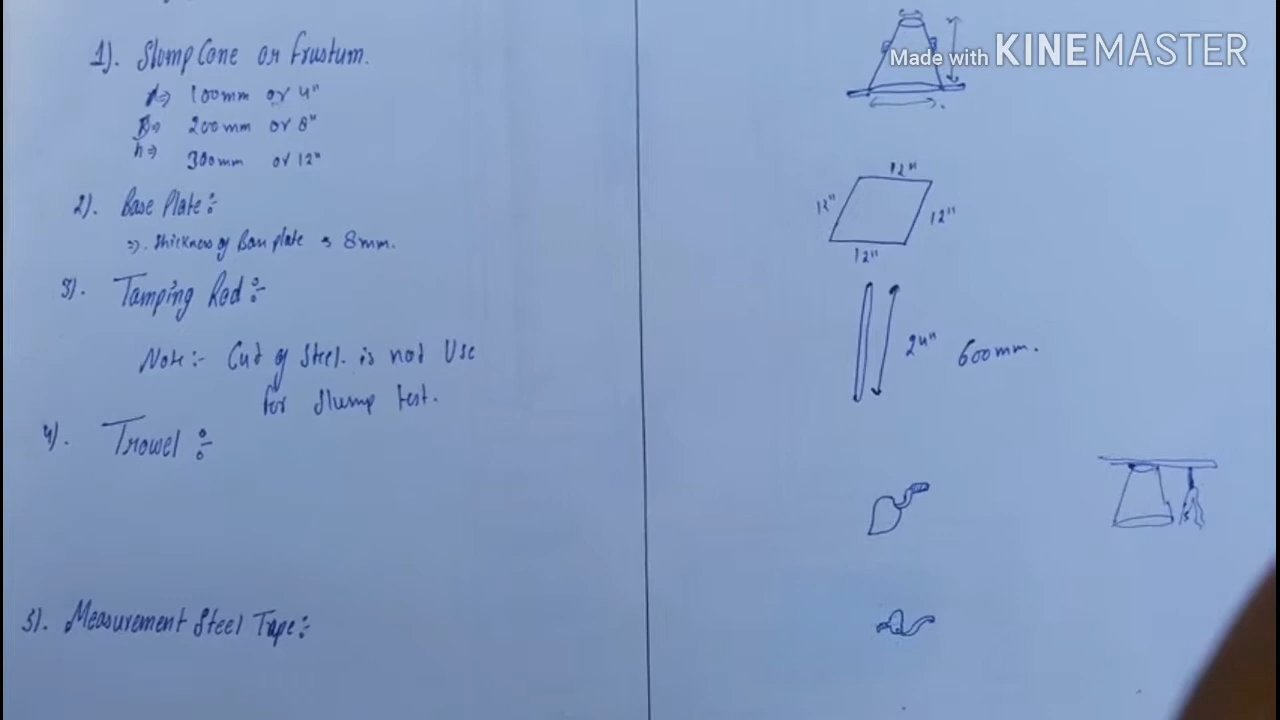 1). Slump Cone or frustum.
d => 100mm or 4"
D => 200mm or 8"
h => 300mm or 12"
2). Base Plate :-
=). thickness of Base plate 8mm.
3). Tamping Rod :-
Note :- Cut of Steel is not Use
for Slump test.
4). Trowel :-
5). Measurement Steel Tape :-
Made with KINEMASTER
12"
12"
12"
12"
24" 600mm.